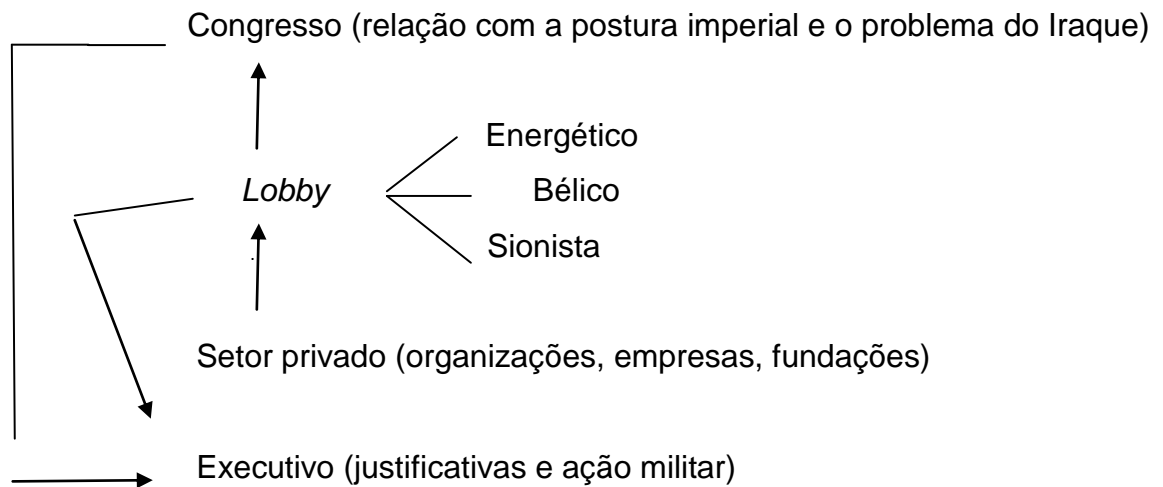 Congresso (relação com a postura imperial e o problema do Iraque)
Energético
Lobby
Bélico
Sionista
Setor privado (organizações, empresas, fundações)
Executivo (justificativas e ação militar)